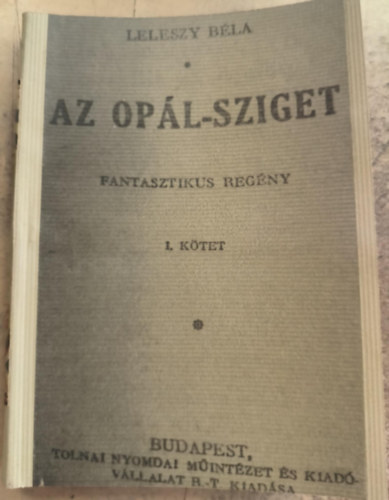 LELESZY BÉLA
AZ OPÁL-SZIGET
FANTASZTIKUS REGÉNY
I. KÖTET
BUDAPEST,
TOLNAI NYOMDAI MŰINTÉZET ÉS KIADÓ-
VÁLLALAT R.-T. KIADÁSA